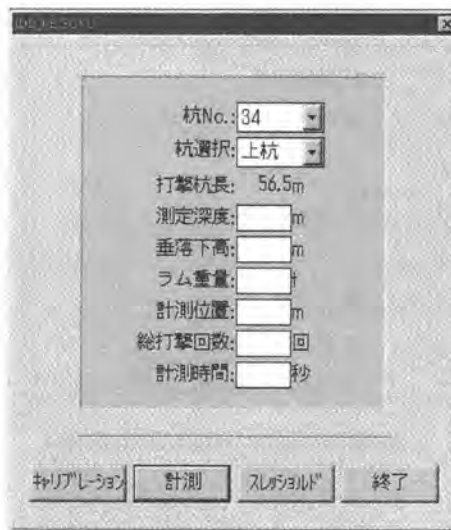 杭No.:34
杭選択:上杭
打撃杭長: 56.5m
測定深度: m
垂落下高: m
ラム重量: t
計測位置: m
総打撃回数: 回
計測時間: 秒
ｷｬﾘﾌﾞﾚｰｼｮﾝ 計測 ｽﾚｯｼｮﾙﾄﾞ 終了